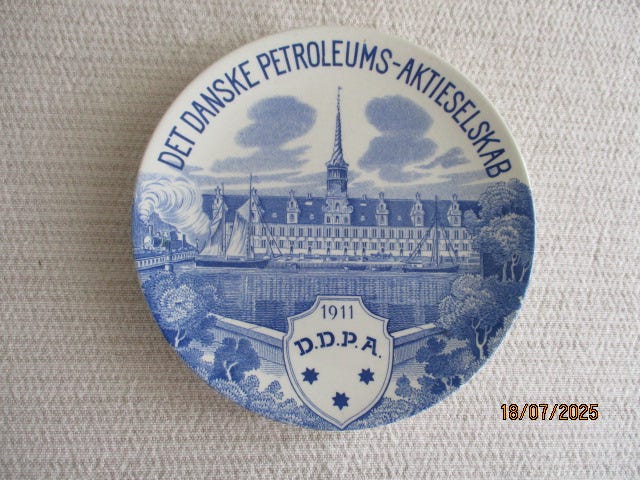 DET DANSKE PETROLEUMS-AKTIESELSKAB
1911
D.D.P.A.
18/07/2025